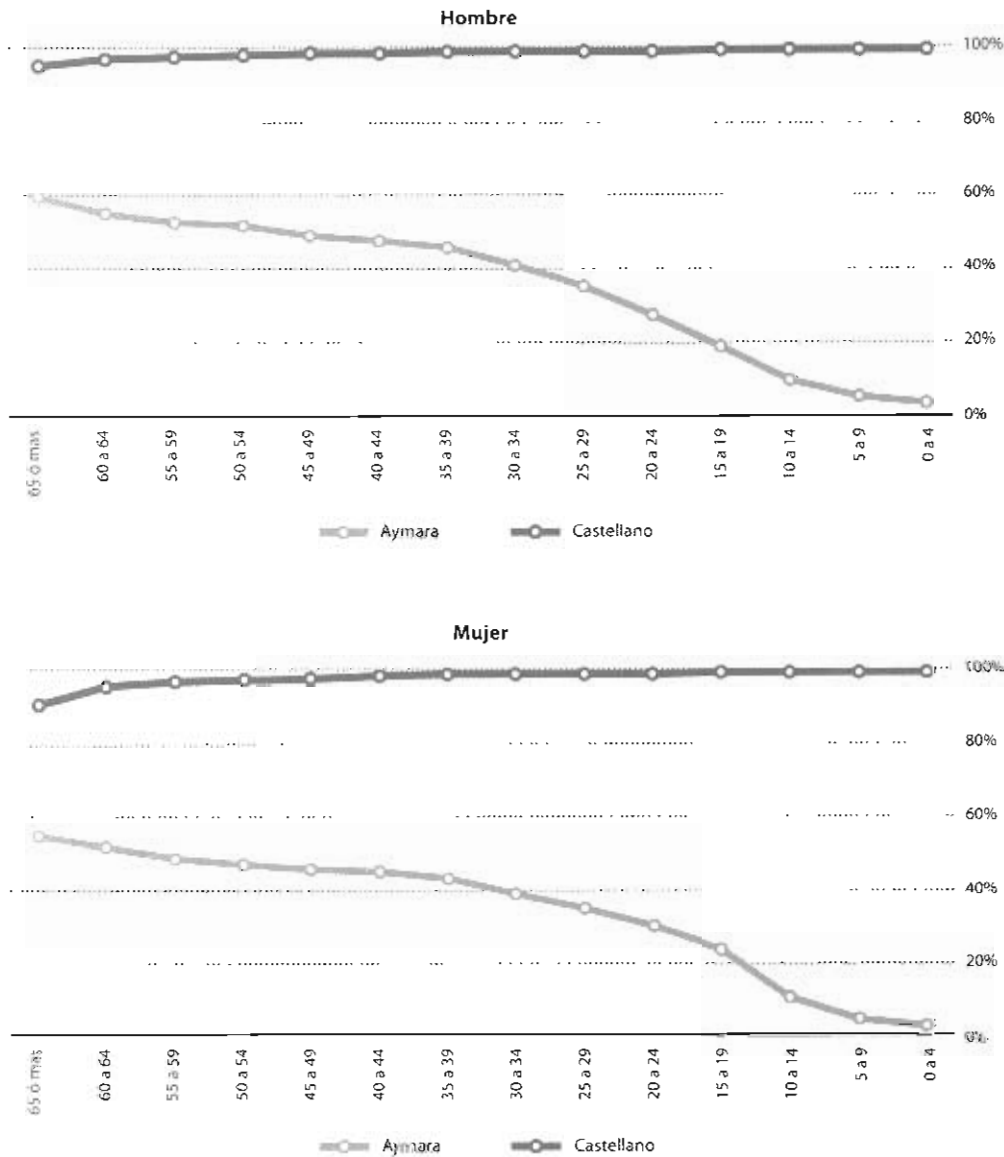 Hombre
100%
80%
60%
40%
20%
0%
65 ó mas
60 a 64
55 a 59
50 a 54
45 a 49
40 a 44
35 a 39
30 a 34
25 a 29
20 a 24
15 a 19
10 a 14
5 a 9
0 a 4
Aymara Castellano
Mujer
100%
80%
60%
40%
20%
0%
65 ó mas
60 a 64
55 a 59
50 a 54
45 a 49
40 a 44
35 a 39
30 a 34
25 a 29
20 a 24
15 a 19
10 a 14
5 a 9
0 a 4
Aymara Castellano